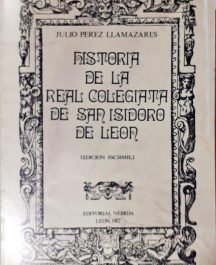 JULIO PEREZ LLAMAZARES
HISTORIA
DE LA
REAL COLEGIATA
DE SAN ISIDORO
DE LEON
(EDICION FACSIMIL)
EDITORIAL NEBRIJA
LEON 1982